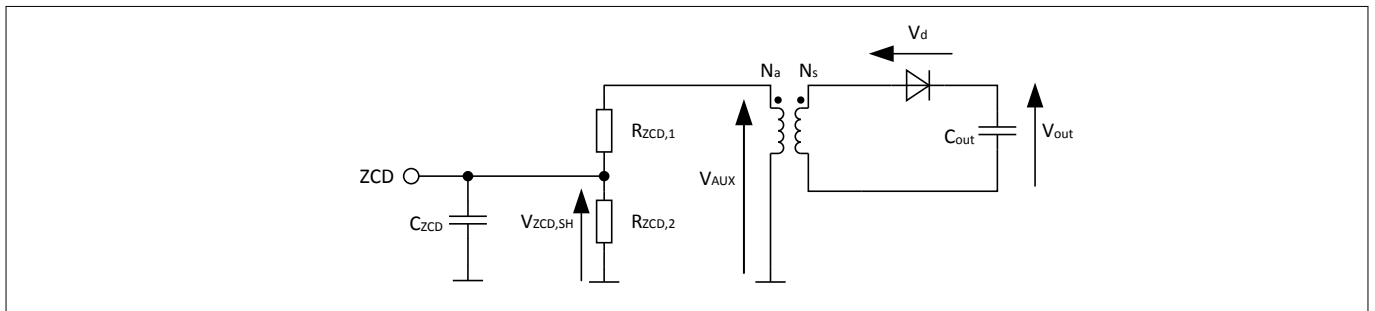 Vd
Na Ns
RZCD,1
Cout
Vout
ZCD
VAUX
CZCD
VZCD,SH
RZCD,2